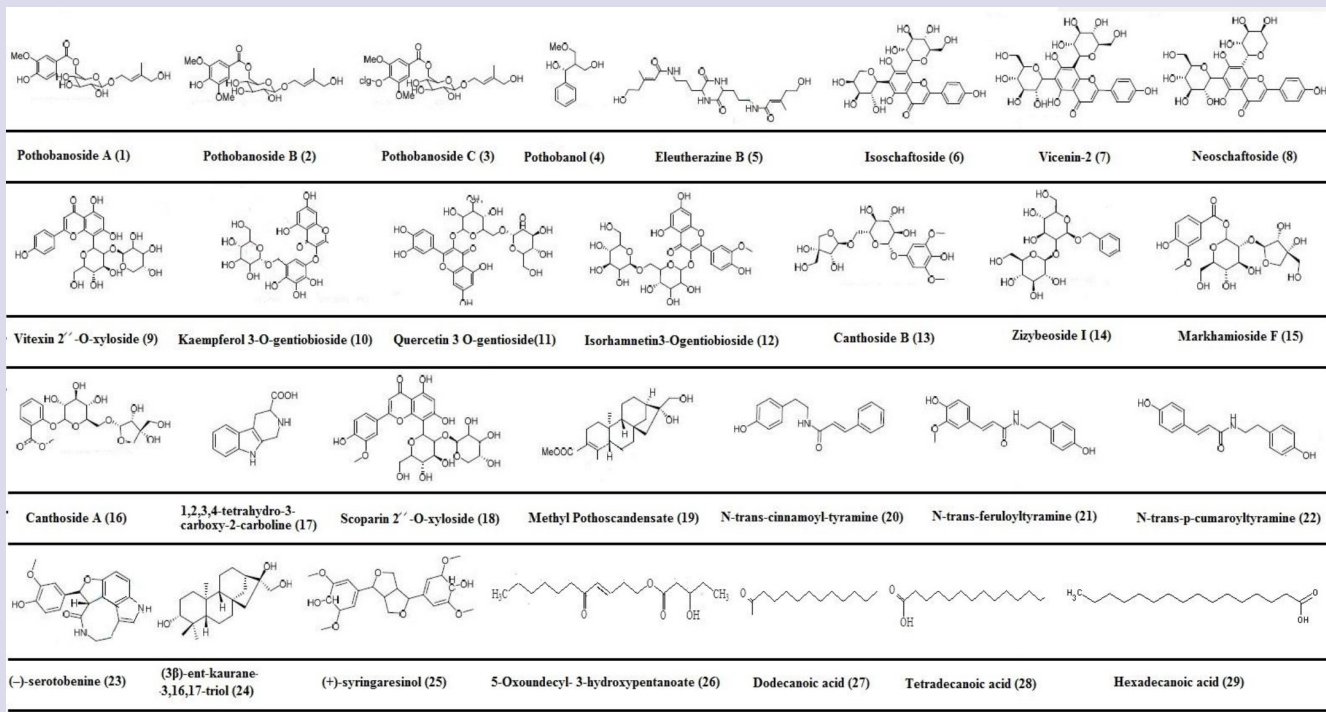 Pothobanoside A (1) Pothobanoside B (2) Pothobanoside C (3) Pothobanol (4) Eleutherazine B (5) Isoschaftoside (6) Vicenin-2 (7) Neoschaftoside (8)
Vitexin 2´´-O-xyloside (9) Kaempferol 3-O-gentiobioside (10) Quercetin 3 O-gentioside(11) Isorhamnetin3-Ogentiobioside (12) Canthoside B (13) Zizybeoside I (14) Markhamioside F (15)
Canthoside A (16) 1,2,3,4-tetrahydro-3-
carboxy-2-carboline (17) Scoparin 2´´-O-xyloside (18) Methyl Pothoscandensate (19) N-trans-cinnamoyl-tyramine (20) N-trans-feruloyltyramine (21) N-trans-p-cumaroyltyramine (22)
(–)-serotobenine (23) (3β)-ent-kaurane-
3,16,17-triol (24) (+)-syringaresinol (25) 5-Oxoundecyl- 3-hydroxypentanoate (26) Dodecanoic acid (27) Tetradecanoic acid (28) Hexadecanoic acid (29)